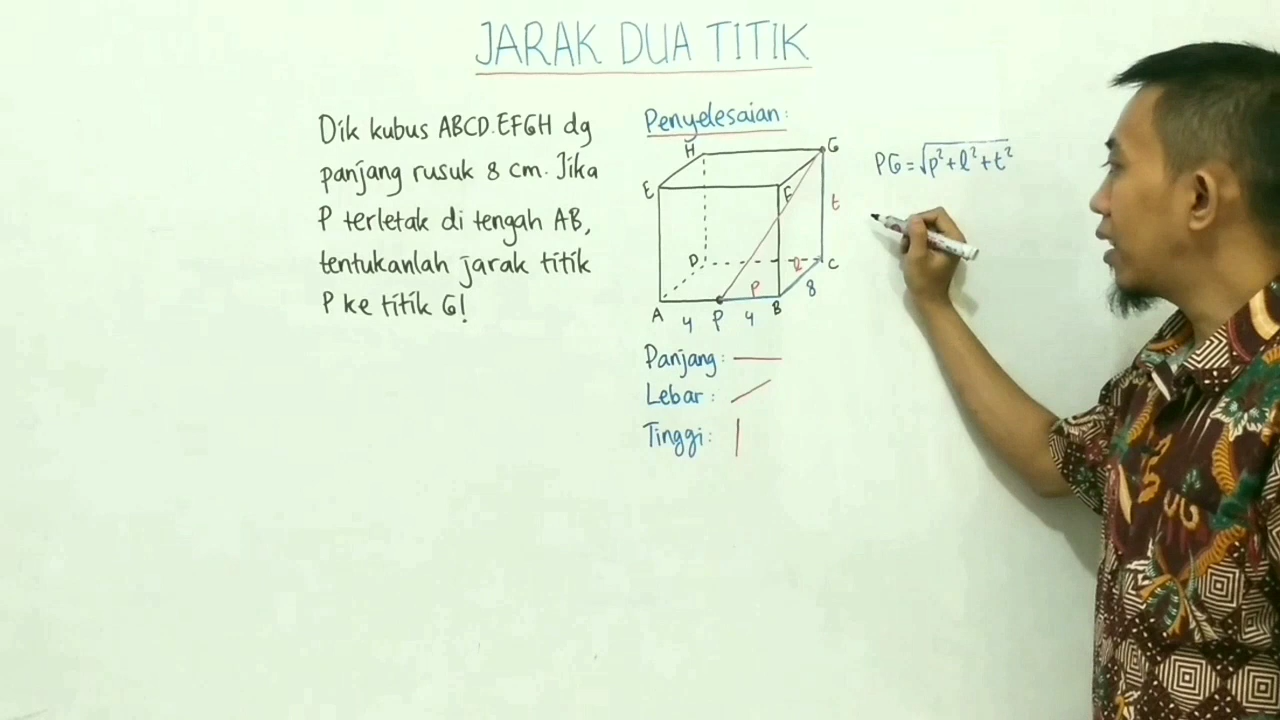 JARAK DUA TITIK
Dik kubus ABCD.EFGH dg
panjang rusuk 8 cm. Jika
P terletak di tengah AB,
tentukanlah jarak titik
P ke titik G!
Penyelesaian:
H
G
E
F
t
D
l
C
P
8
A
B
4
P
4
Panjang:
Lebar:
Tinggi:
PG=√p²+l²+t²